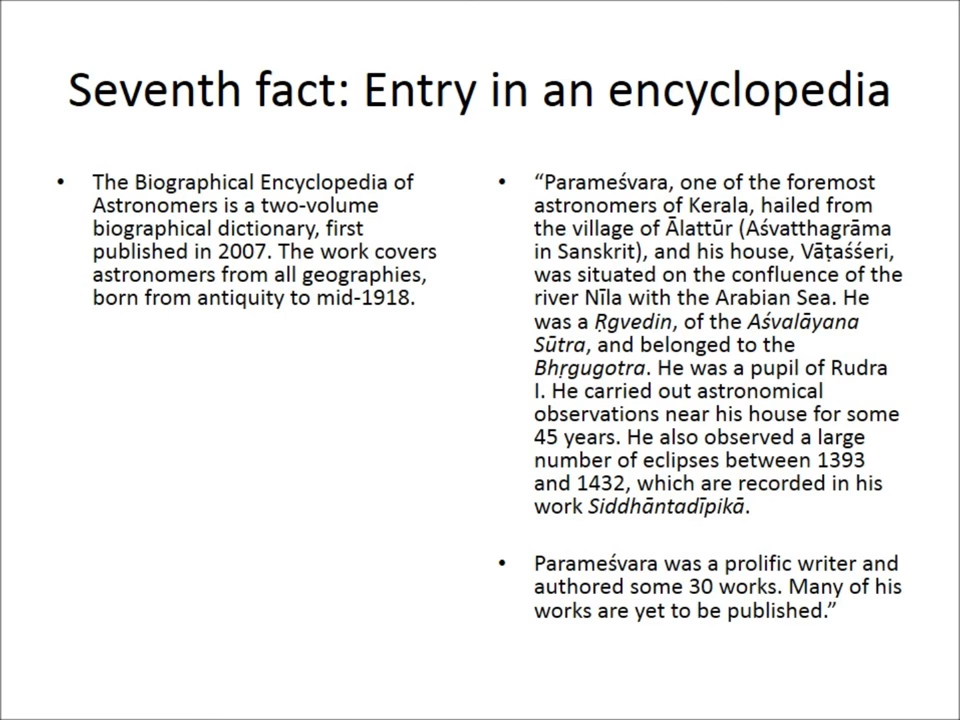 Seventh fact: Entry in an encyclopedia
• The Biographical Encyclopedia of
Astronomers is a two-volume
biographical dictionary, first
published in 2007. The work covers
astronomers from all geographies,
born from antiquity to mid-1918.
• “Parameśvara, one of the foremost
astronomers of Kerala, hailed from
the village of Ālattūr (Aśvatthagrāma
in Sanskrit), and his house, Vāṭaśśeri,
was situated on the confluence of the
river Nīla with the Arabian Sea. He
was a Ṛgvedin, of the Aśvalāyana
Sūtra, and belonged to the
Bhṛgugotra. He was a pupil of Rudra
I. He carried out astronomical
observations near his house for some
45 years. He also observed a large
number of eclipses between 1393
and 1432, which are recorded in his
work Siddhāntadīpikā.
• Parameśvara was a prolific writer and
authored some 30 works. Many of his
works are yet to be published.”